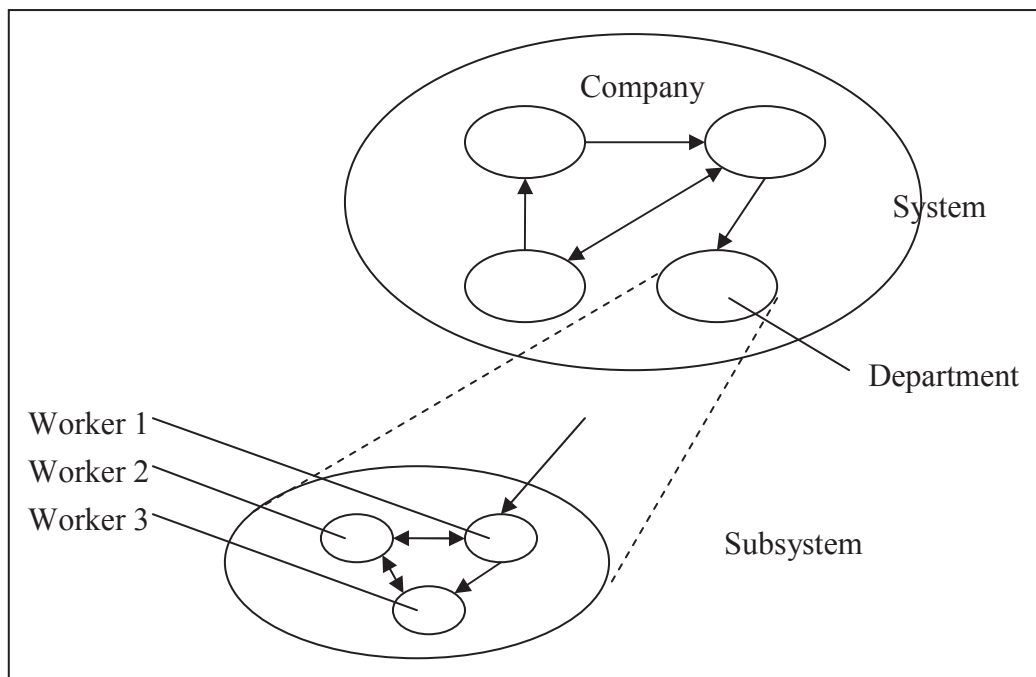 Company
System
Department
Worker 1
Worker 2
Worker 3
Subsystem